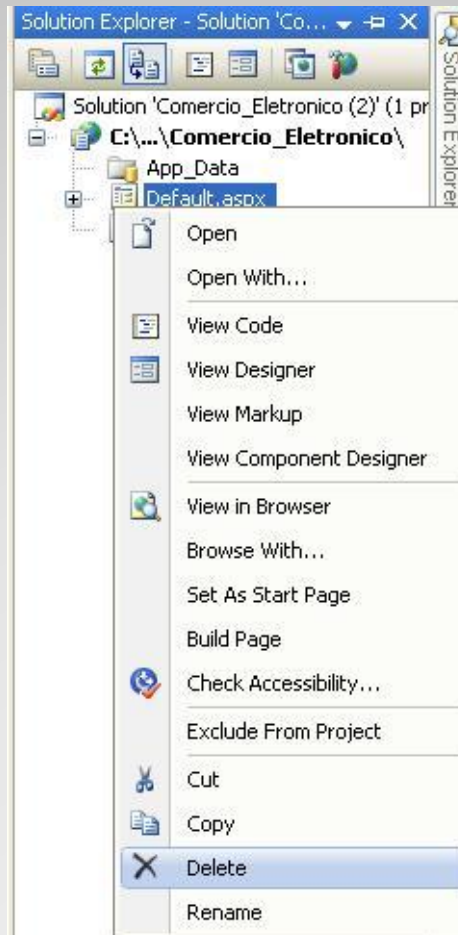 Solution Explorer - Solution 'Co...
Solution Explorer
Solution 'Comercio_Eletronico (2)' (1 pr
C:\...\Comercio_Eletronico\
App_Data
Default.aspx
Open
Open With...
View Code
View Designer
View Markup
View Component Designer
View in Browser
Browse With...
Set As Start Page
Build Page
Check Accessibility...
Exclude From Project
Cut
Copy
Delete
Rename